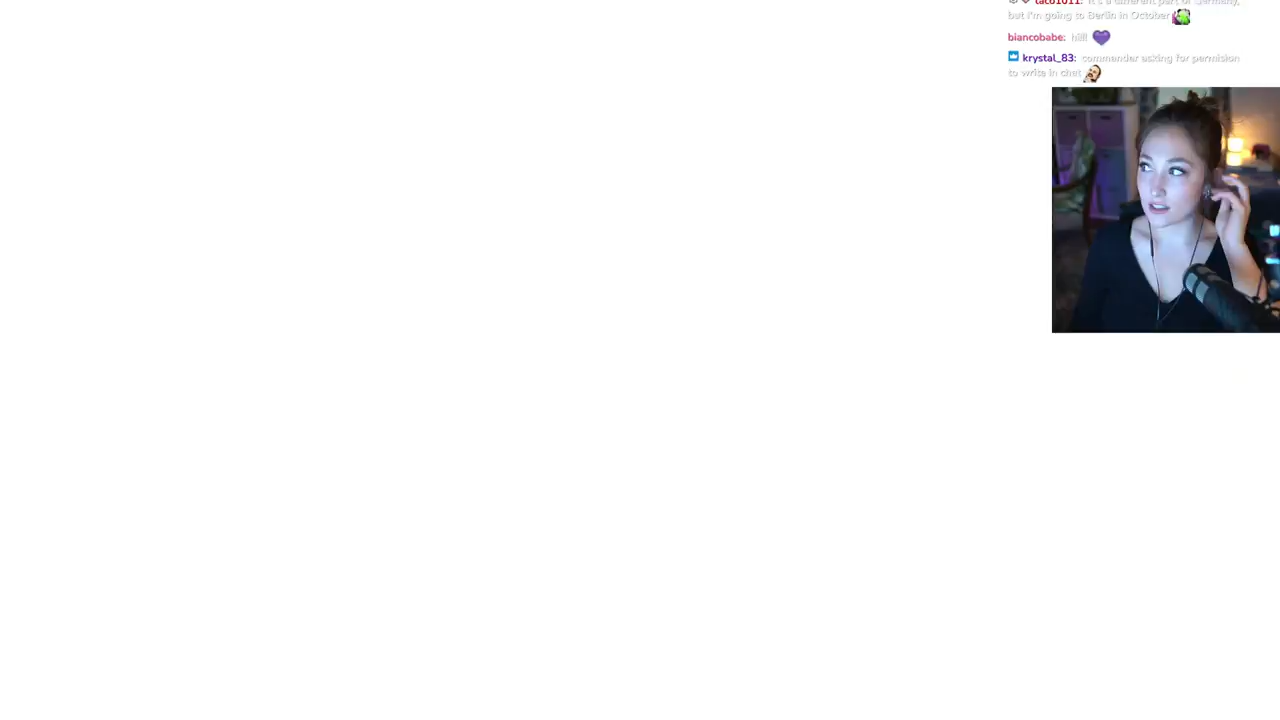 taco1011: It's a different part of Germany,
but i'm going to Berlin in October
biancobabe: hiii!
krystal_83: commander asking for permision
to write in chat